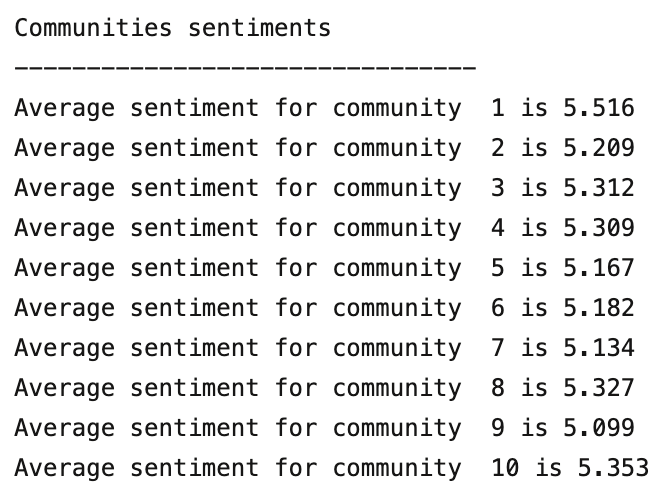 Communities sentiments
--------------------------------
Average sentiment for community  1 is 5.516
Average sentiment for community  2 is 5.209
Average sentiment for community  3 is 5.312
Average sentiment for community  4 is 5.309
Average sentiment for community  5 is 5.167
Average sentiment for community  6 is 5.182
Average sentiment for community  7 is 5.134
Average sentiment for community  8 is 5.327
Average sentiment for community  9 is 5.099
Average sentiment for community  10 is 5.353